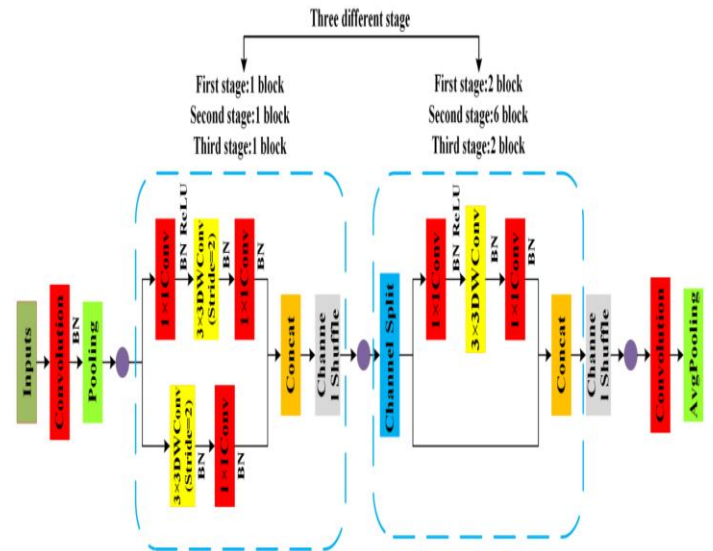 Three different stage
First stage:1 block
Second stage:1 block
Third stage:1 block
First stage:2 block
Second stage:6 block
Third stage:2 block
Inputs
Convolution
BN
Pooling
1×1Conv
BN ReLU
3×3DWConv
(Stride=2)
BN
1×1Conv
BN
3×3DWConv
(Stride=2)
BN
1×1Conv
BN
Concat
Channe
l Shuffle
Channel Split
1×1Conv
BN ReLU
3×3DWConv
BN
1×1Conv
BN
Concat
Channe
l Shuffle
Convolution
AvgPooling